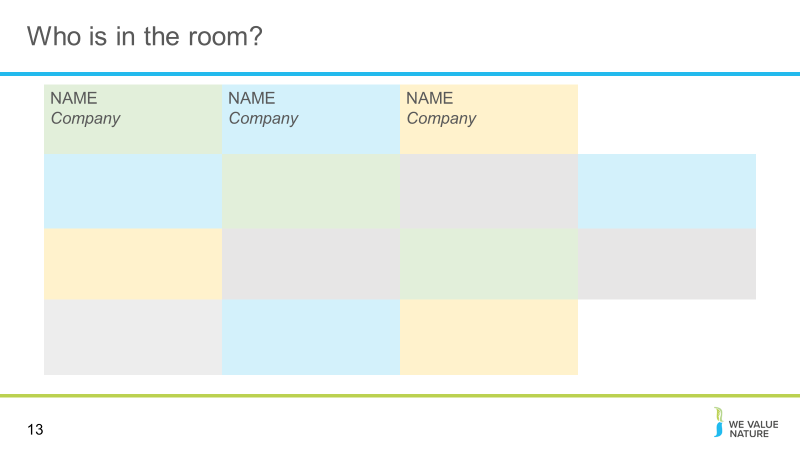 Who is in the room?
NAME
Company
NAME
Company
NAME
Company
13
WE VALUE
NATURE